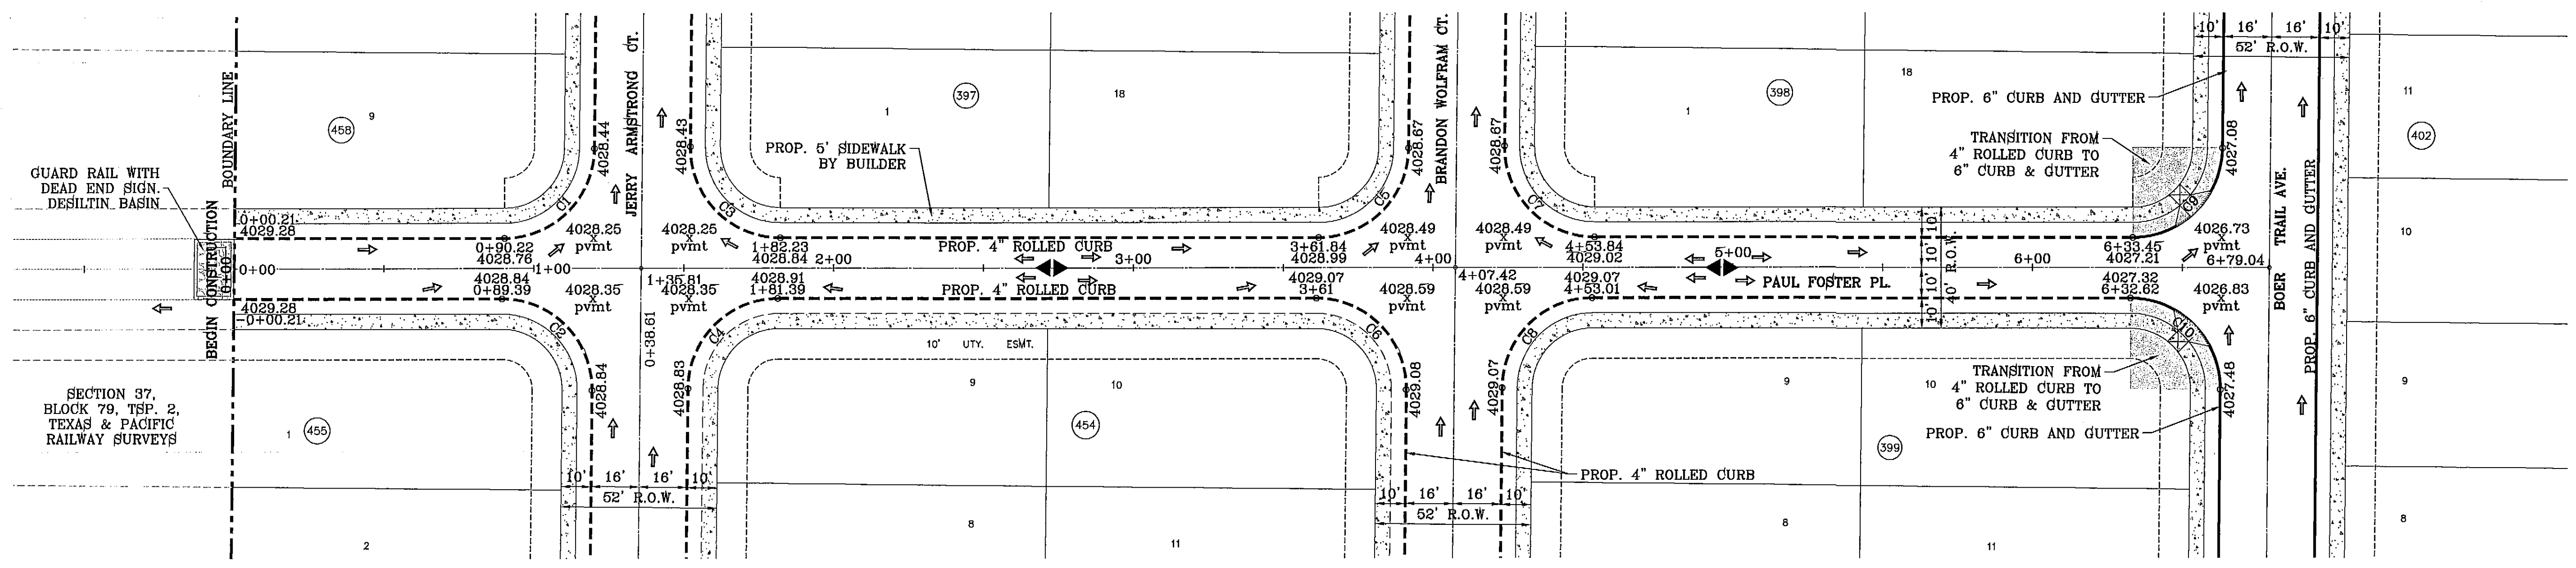 BOUNDARY LINE
BEGIN CONSTRUCTION
GUARD RAIL WITH
DEAD END SIGN.
DESILTIN BASIN
SECTION 37,
BLOCK 79, TSP. 2,
TEXAS & PACIFIC
RAILWAY SURVEYS
458
9
455
1
2
0+00.21
4029.28
0+00
0+00
4029.28
-0+00.21
0+90.22
4028.76
4028.84
0+89.39
1+00
C1
C2
4028.44
JERRY ARMSTRONG CT.
4028.43
4028.25
pvmt
4028.25
pvmt
4028.35
pvmt
1+35.81
4028.35
pvmt
0+38.61
4028.84
4028.83
10' 16' 16' 10'
52' R.O.W.
C3
C4
1
397
18
PROP. 5' SIDEWALK
BY BUILDER
1+82.23
4028.84
4028.91
1+81.39
2+00
PROP. 4" ROLLED CURB
PROP. 4" ROLLED CURB
3+00
3+61.84
4028.99
4029.07
3+61
10' UTY. ESMT.
9
10
454
8
11
C5
C6
4028.67
BRANDON WOLFRAM CT.
4028.67
4028.49
pvmt
4028.49
pvmt
4+00
4+07.42
4028.59
pvmt
4028.59
pvmt
4029.08
4029.07
10' 16' 16' 10'
52' R.O.W.
C7
C8
1
398
18
4+53.84
4029.02
4029.07
4+53.01
5+00
PAUL FOSTER PL.
10' 10' 10' 10'
40' R.O.W.
6+00
6+33.45
4027.21
4027.32
6+32.62
PROP. 4" ROLLED CURB
9
10
399
8
11
PROP. 6" CURB AND GUTTER
TRANSITION FROM
4" ROLLED CURB TO
6" CURB & GUTTER
TRANSITION FROM
4" ROLLED CURB TO
6" CURB & GUTTER
PROP. 6" CURB AND GUTTER
C9
C10
4027.08
4026.73
pvmt
6+79.04
4026.83
pvmt
4027.48
10' 16' 16' 10'
52' R.O.W.
BOER TRAIL AVE.
PROP. 6" CURB AND GUTTER
11
402
10
9
8